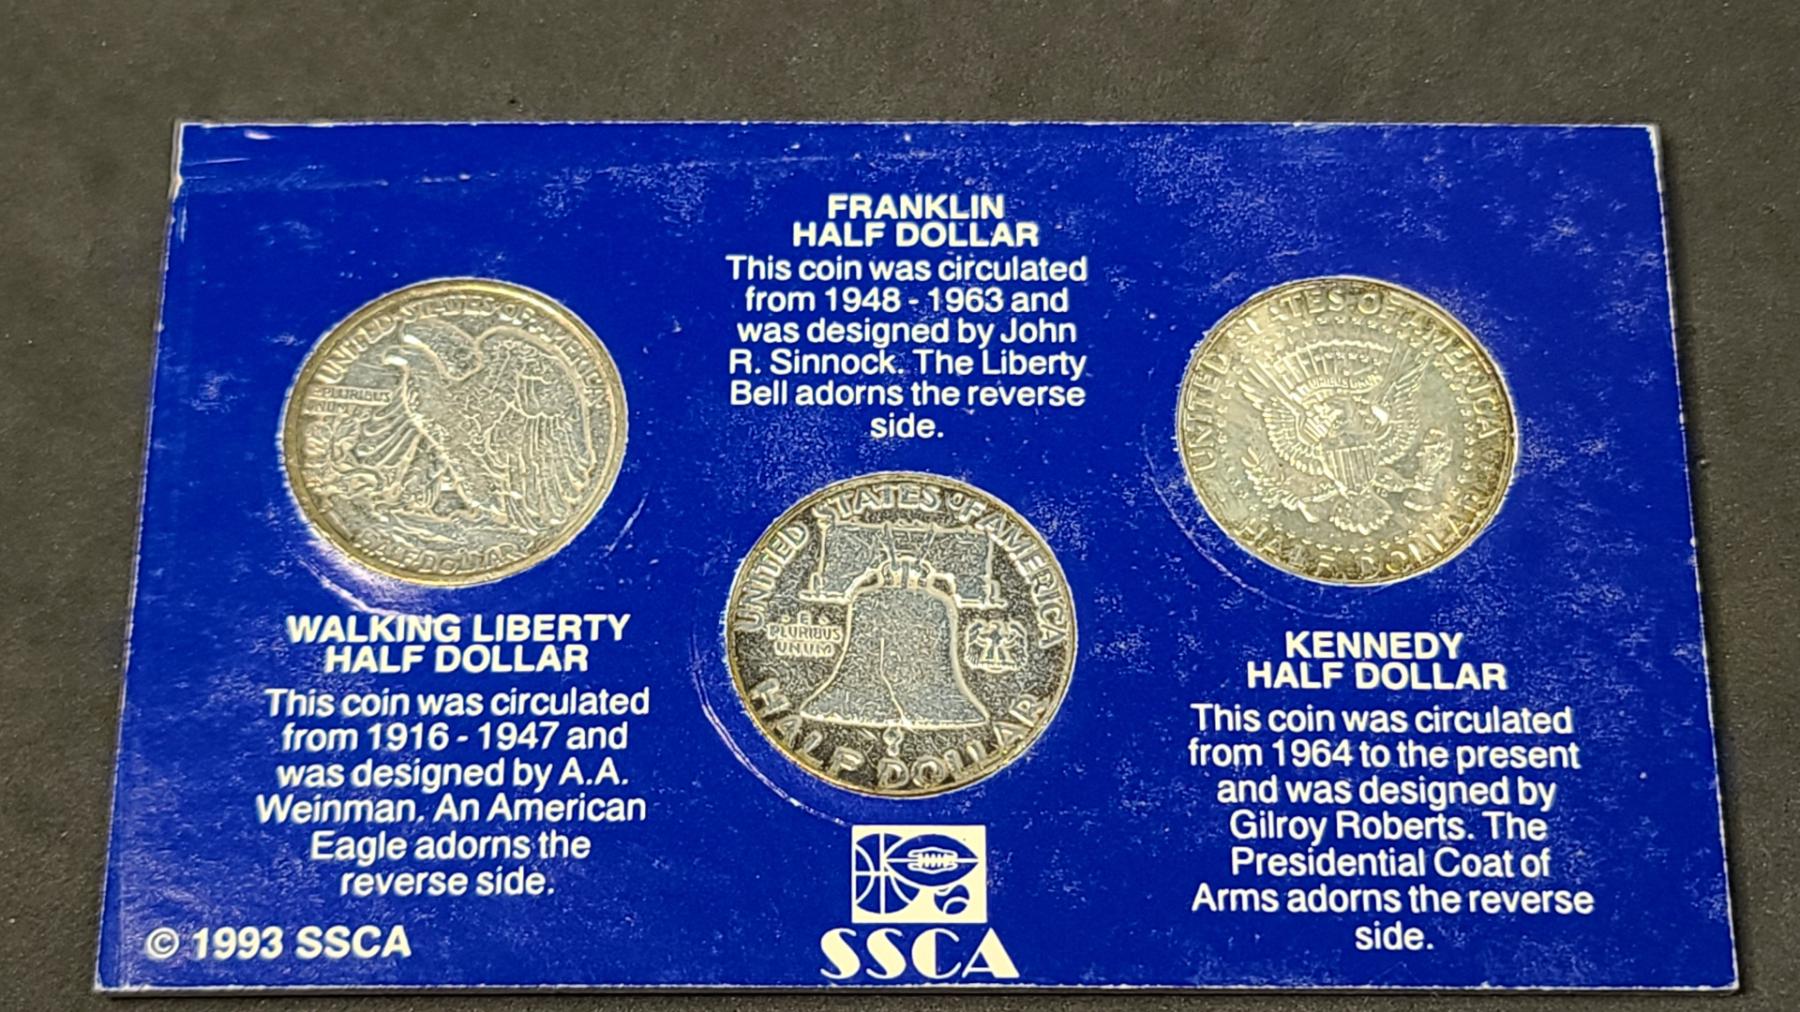 FRANKLIN
HALF DOLLAR
This coin was circulated
from 1948 - 1963 and
was designed by John
R. Sinnock. The Liberty
Bell adorns the reverse
side.
UNITED STATES OF AMERICA
PLURIBUS
UNUM
HALF DOLLAR
WALKING LIBERTY
HALF DOLLAR
This coin was circulated
from 1916 - 1947 and
was designed by A.A.
Weinman. An American
Eagle adorns the
reverse side.
UNITED STATES OF AMERICA
E
PLURIBUS
UNUM
HALF DOLLAR
UNITED STATES OF AMERICA
HALF DOLLAR
KENNEDY
HALF DOLLAR
This coin was circulated
from 1964 to the present
and was designed by
Gilroy Roberts. The
Presidential Coat of
Arms adorns the reverse
side.
© 1993 SSCA
SSCA